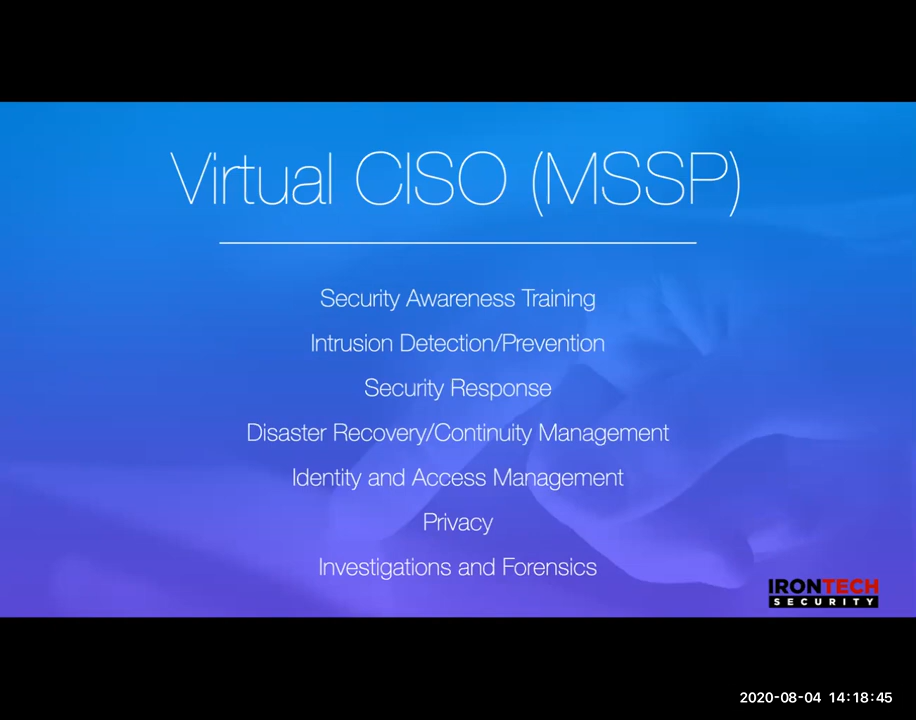 Virtual CISO (MSSP)
Security Awareness Training
Intrusion Detection/Prevention
Security Response
Disaster Recovery/Continuity Management
Identity and Access Management
Privacy
Investigations and Forensics
IRONTECH
SECURITY
2020-08-04 14:18:45